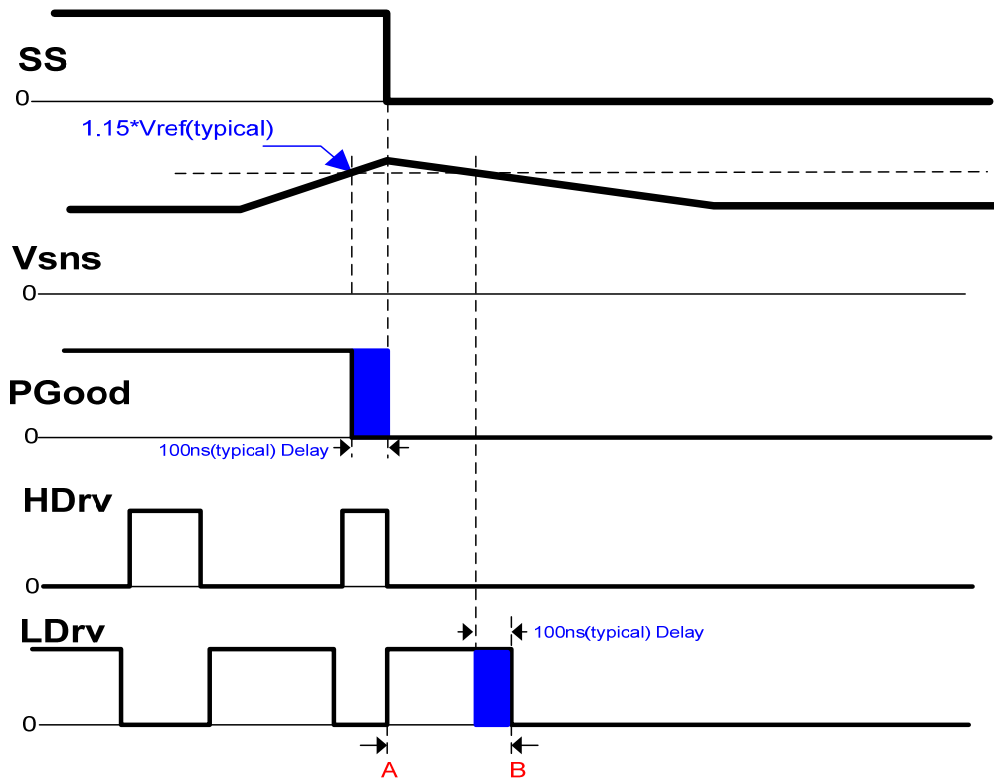 SS
0
1.15*Vref(typical)
Vsns
0
PGood
0
100ns(typical) Delay
HDrv
0
LDrv
100ns(typical) Delay
0
A
B